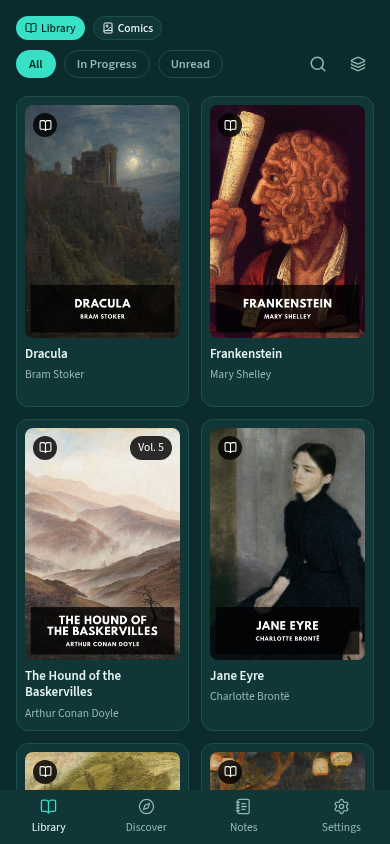 Library
Comics
All
In Progress
Unread
DRACULA
BRAM STOKER
Dracula
Bram Stoker
FRANKENSTEIN
MARY SHELLEY
Frankenstein
Mary Shelley
Vol. 5
THE HOUND OF
THE BASKERVILLES
ARTHUR CONAN DOYLE
The Hound of the
Baskervilles
Arthur Conan Doyle
JANE EYRE
CHARLOTTE BRONTË
Jane Eyre
Charlotte Brontë
Library
Discover
Notes
Settings